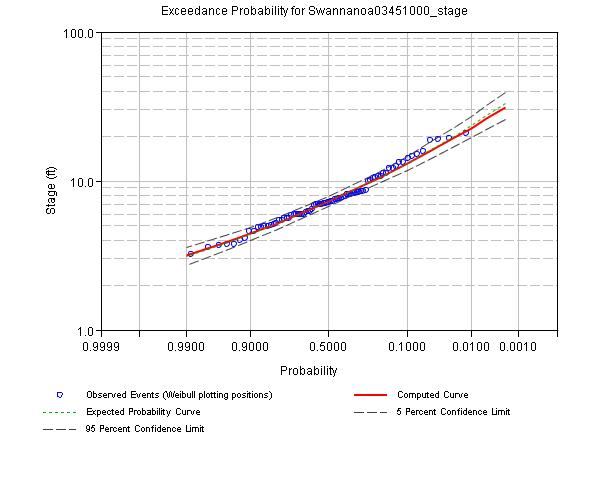 Exceedance Probability for Swannanoa03451000_stage
100.0
10.0
1.0
Stage (ft)
0.9999 0.9900 0.9000 0.5000 0.1000 0.0100 0.0010
Probability
Observed Events (Weibull plotting positions) Computed Curve
Expected Probability Curve 5 Percent Confidence Limit
95 Percent Confidence Limit